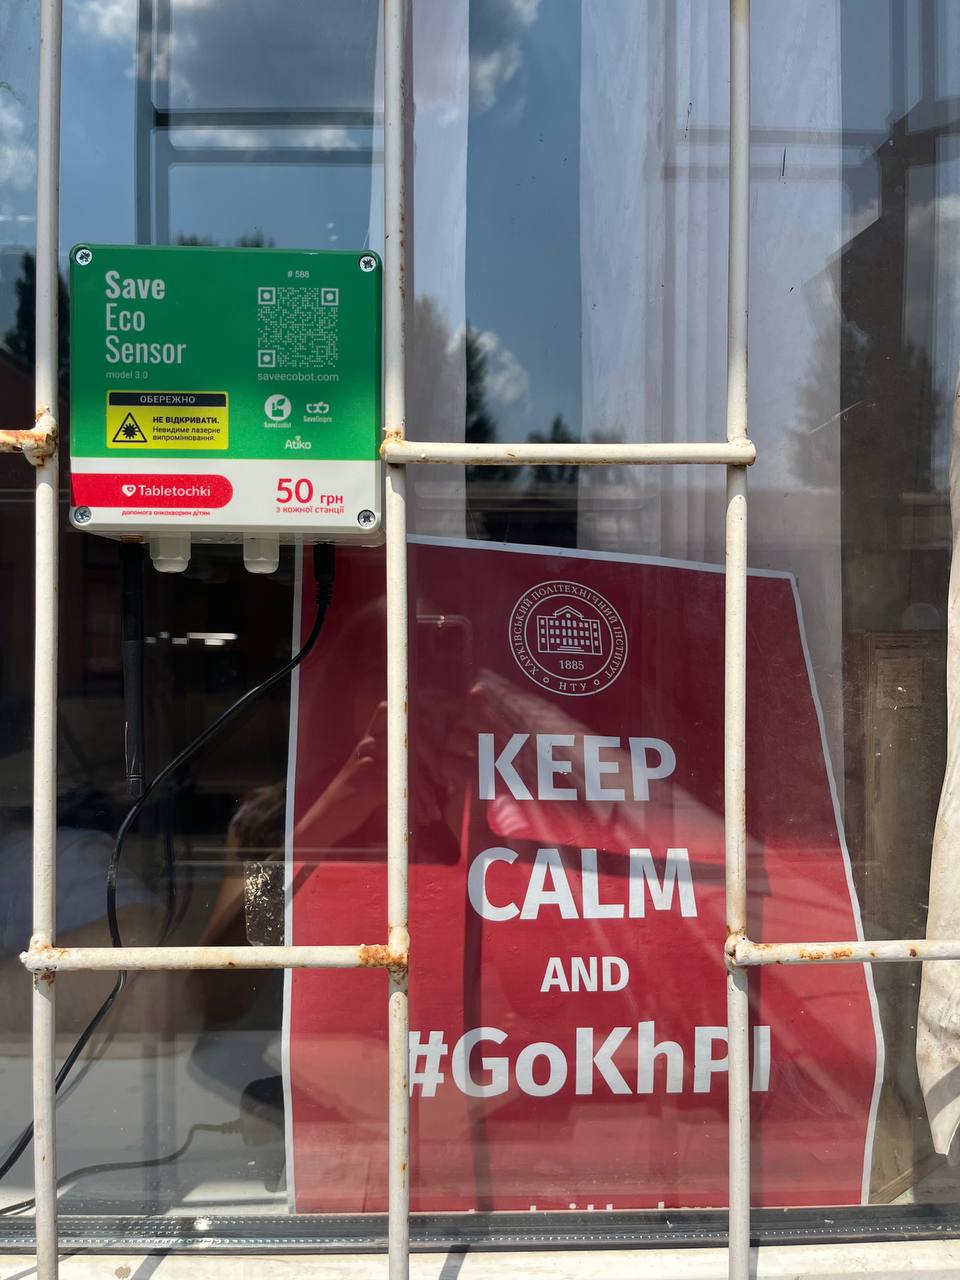 Save
Eco
Sensor
model 3.0
# 588
saveecobot.com
ОБЕРЕЖНО
НЕ ВІДКРИВАТИ.
Невидиме лазерне
випромінювання.
SaveEcoBot
SaveDnipro
Atiko
Tabletochki
допомога онкохворим дітям
50 грн
з кожної станції
ХАРКІВСЬКИЙ ПОЛІТЕХНІЧНИЙ ІНСТИТУТ
1885
НТУ
KEEP
CALM
AND
#GoKhPI